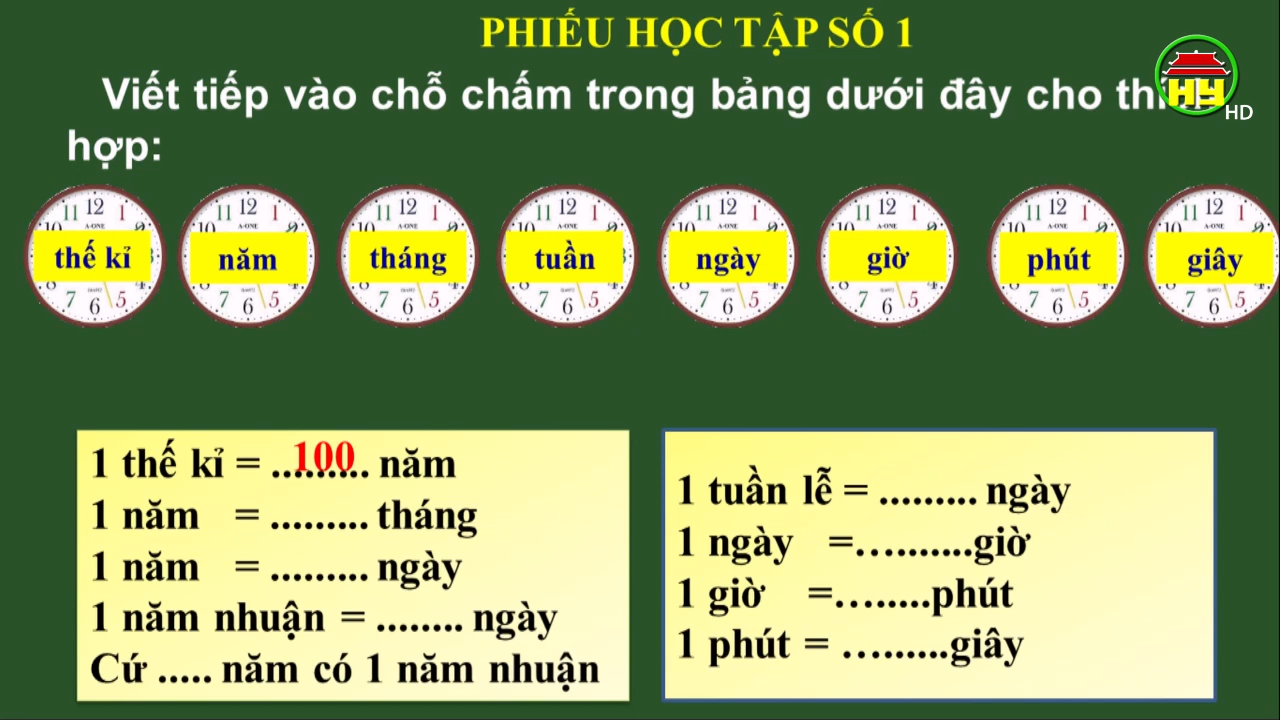 PHIẾU HỌC TẬP SỐ 1
Viết tiếp vào chỗ chấm trong bảng dưới đây cho
hợp:
HY HD
thế kỉ năm tháng tuần ngày giờ phút giây
1 thế kỉ = ...100... năm
1 năm = ......... tháng
1 năm = ......... ngày
1 năm nhuận = ........ ngày
Cứ ..... năm có 1 năm nhuận
1 tuần lễ = ......... ngày
1 ngày =….......giờ
1 giờ =….....phút
1 phút = ….......giây